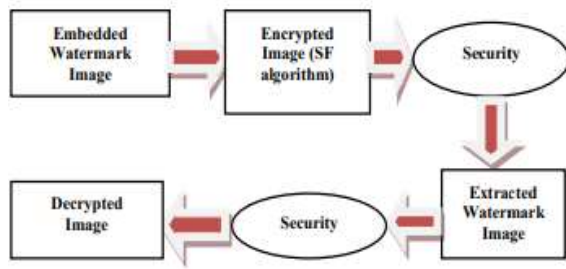 Embedded
Watermark
Image
Encrypted
Image (SF
algorithm)
Security
Extracted
Watermark
Image
Security
Decrypted
Image